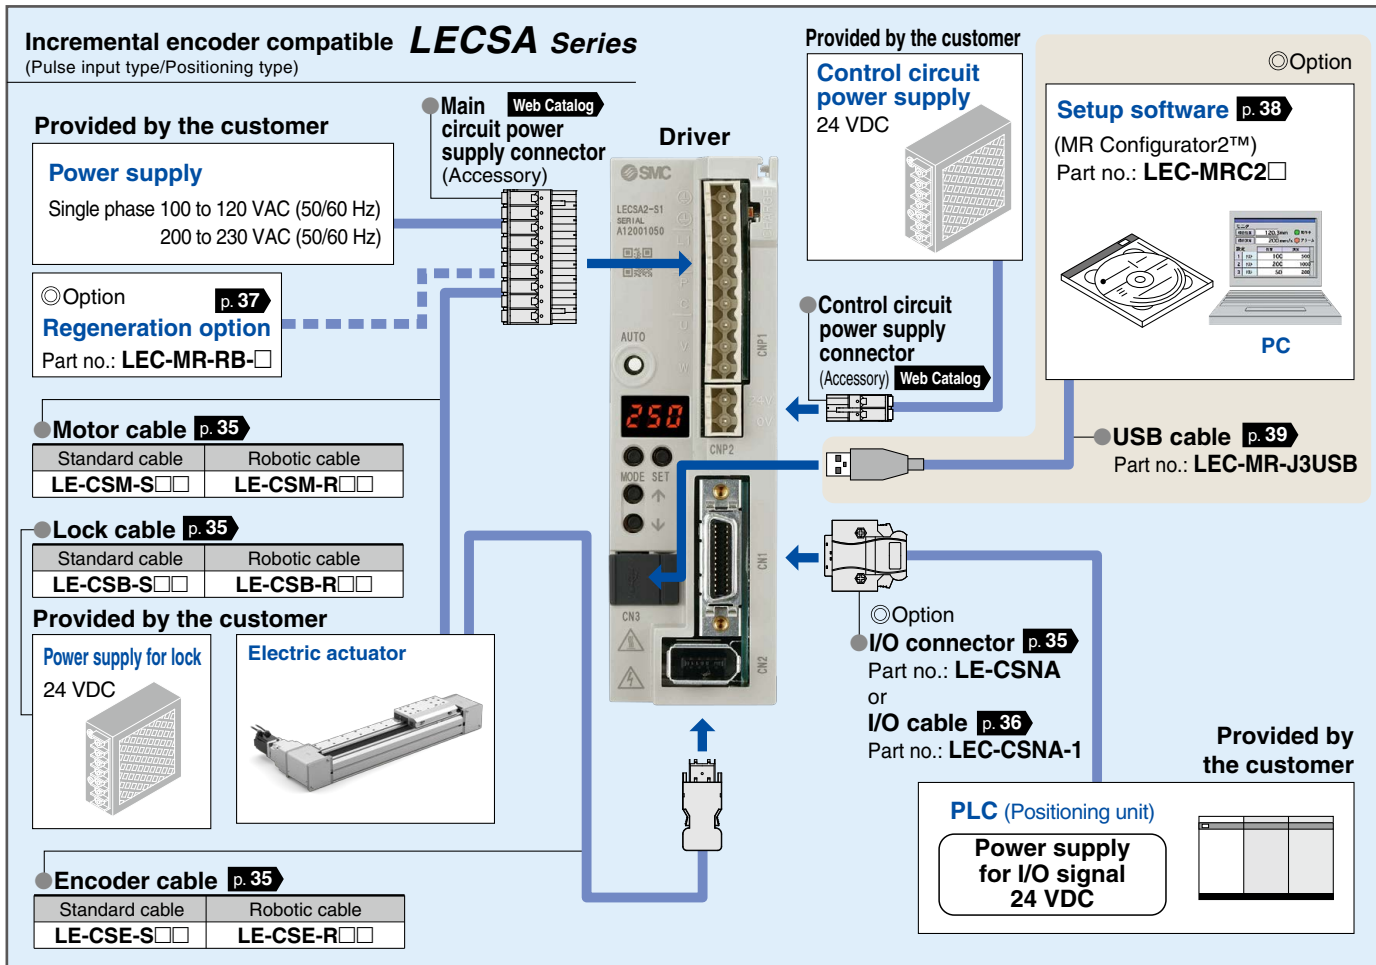 Incremental encoder compatible LECSA Series
(Pulse input type/Positioning type)
Provided by the customer
Power supply
Single phase 100 to 120 VAC (50/60 Hz)
200 to 230 VAC (50/60 Hz)
◎Option
p. 37
Regeneration option
Part no.: LEC-MR-RB-□
Main
Web Catalog
circuit power
supply connector
(Accessory)
Motor cable p. 35
Standard cable Robotic cable
LE-CSM-S□□ LE-CSM-R□□
Lock cable p. 35
Standard cable Robotic cable
LE-CSB-S□□ LE-CSB-R□□
Provided by the customer
Power supply for lock
24 VDC
Electric actuator
Encoder cable p. 35
Standard cable Robotic cable
LE-CSE-S□□ LE-CSE-R□□
Driver
SMC
LECSA2-S1
SERIAL
A12001050
P
C
U
V
W
CNP1
AUTO
250
24V
0V
CNP2
MODE SET
CN1
CN3
CN2
Provided by the customer
Control circuit
power supply
24 VDC
Control circuit
power supply
connector
(Accessory) Web Catalog
◎Option
Setup software p. 38
(MR Configurator2™)
Part no.: LEC-MRC2□
PC
USB cable p. 39
Part no.: LEC-MR-J3USB
◎Option
I/O connector p. 35
Part no.: LE-CSNA
or
I/O cable p. 36
Part no.: LEC-CSNA-1
Provided by
the customer
PLC (Positioning unit)
Power supply
for I/O signal
24 VDC